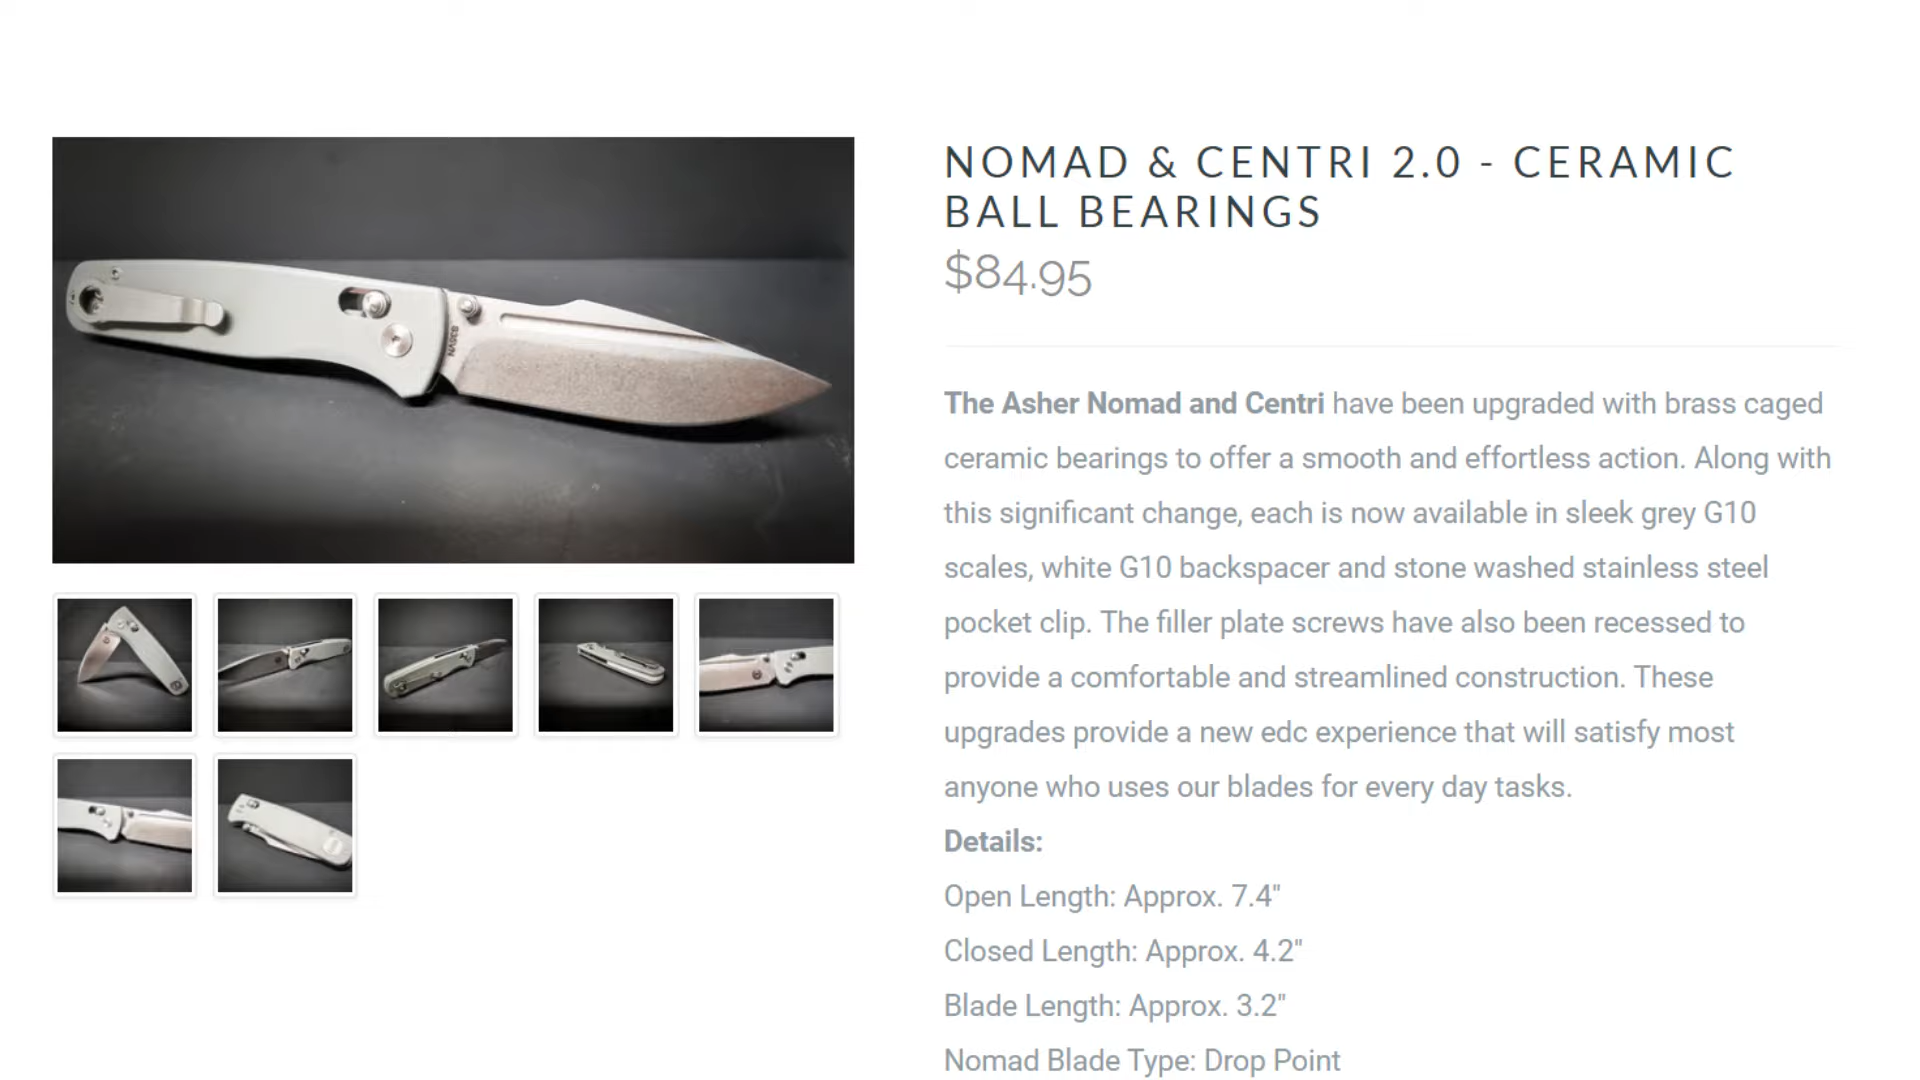 NOMAD & CENTRI 2.0 - CERAMIC
BALL BEARINGS
$84.95
S35VN
The Asher Nomad and Centri have been upgraded with brass caged
ceramic bearings to offer a smooth and effortless action. Along with
this significant change, each is now available in sleek grey G10
scales, white G10 backspacer and stone washed stainless steel
pocket clip. The filler plate screws have also been recessed to
provide a comfortable and streamlined construction. These
upgrades provide a new edc experience that will satisfy most
anyone who uses our blades for every day tasks.
Details:
Open Length: Approx. 7.4"
Closed Length: Approx. 4.2"
Blade Length: Approx. 3.2"
Nomad Blade Type: Drop Point